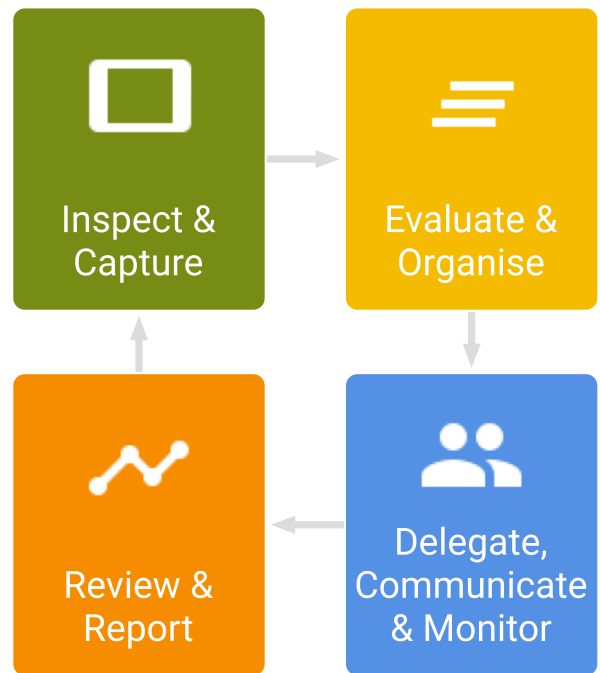 Inspect &
Capture
Evaluate &
Organise
Delegate,
Communicate
& Monitor
Review &
Report